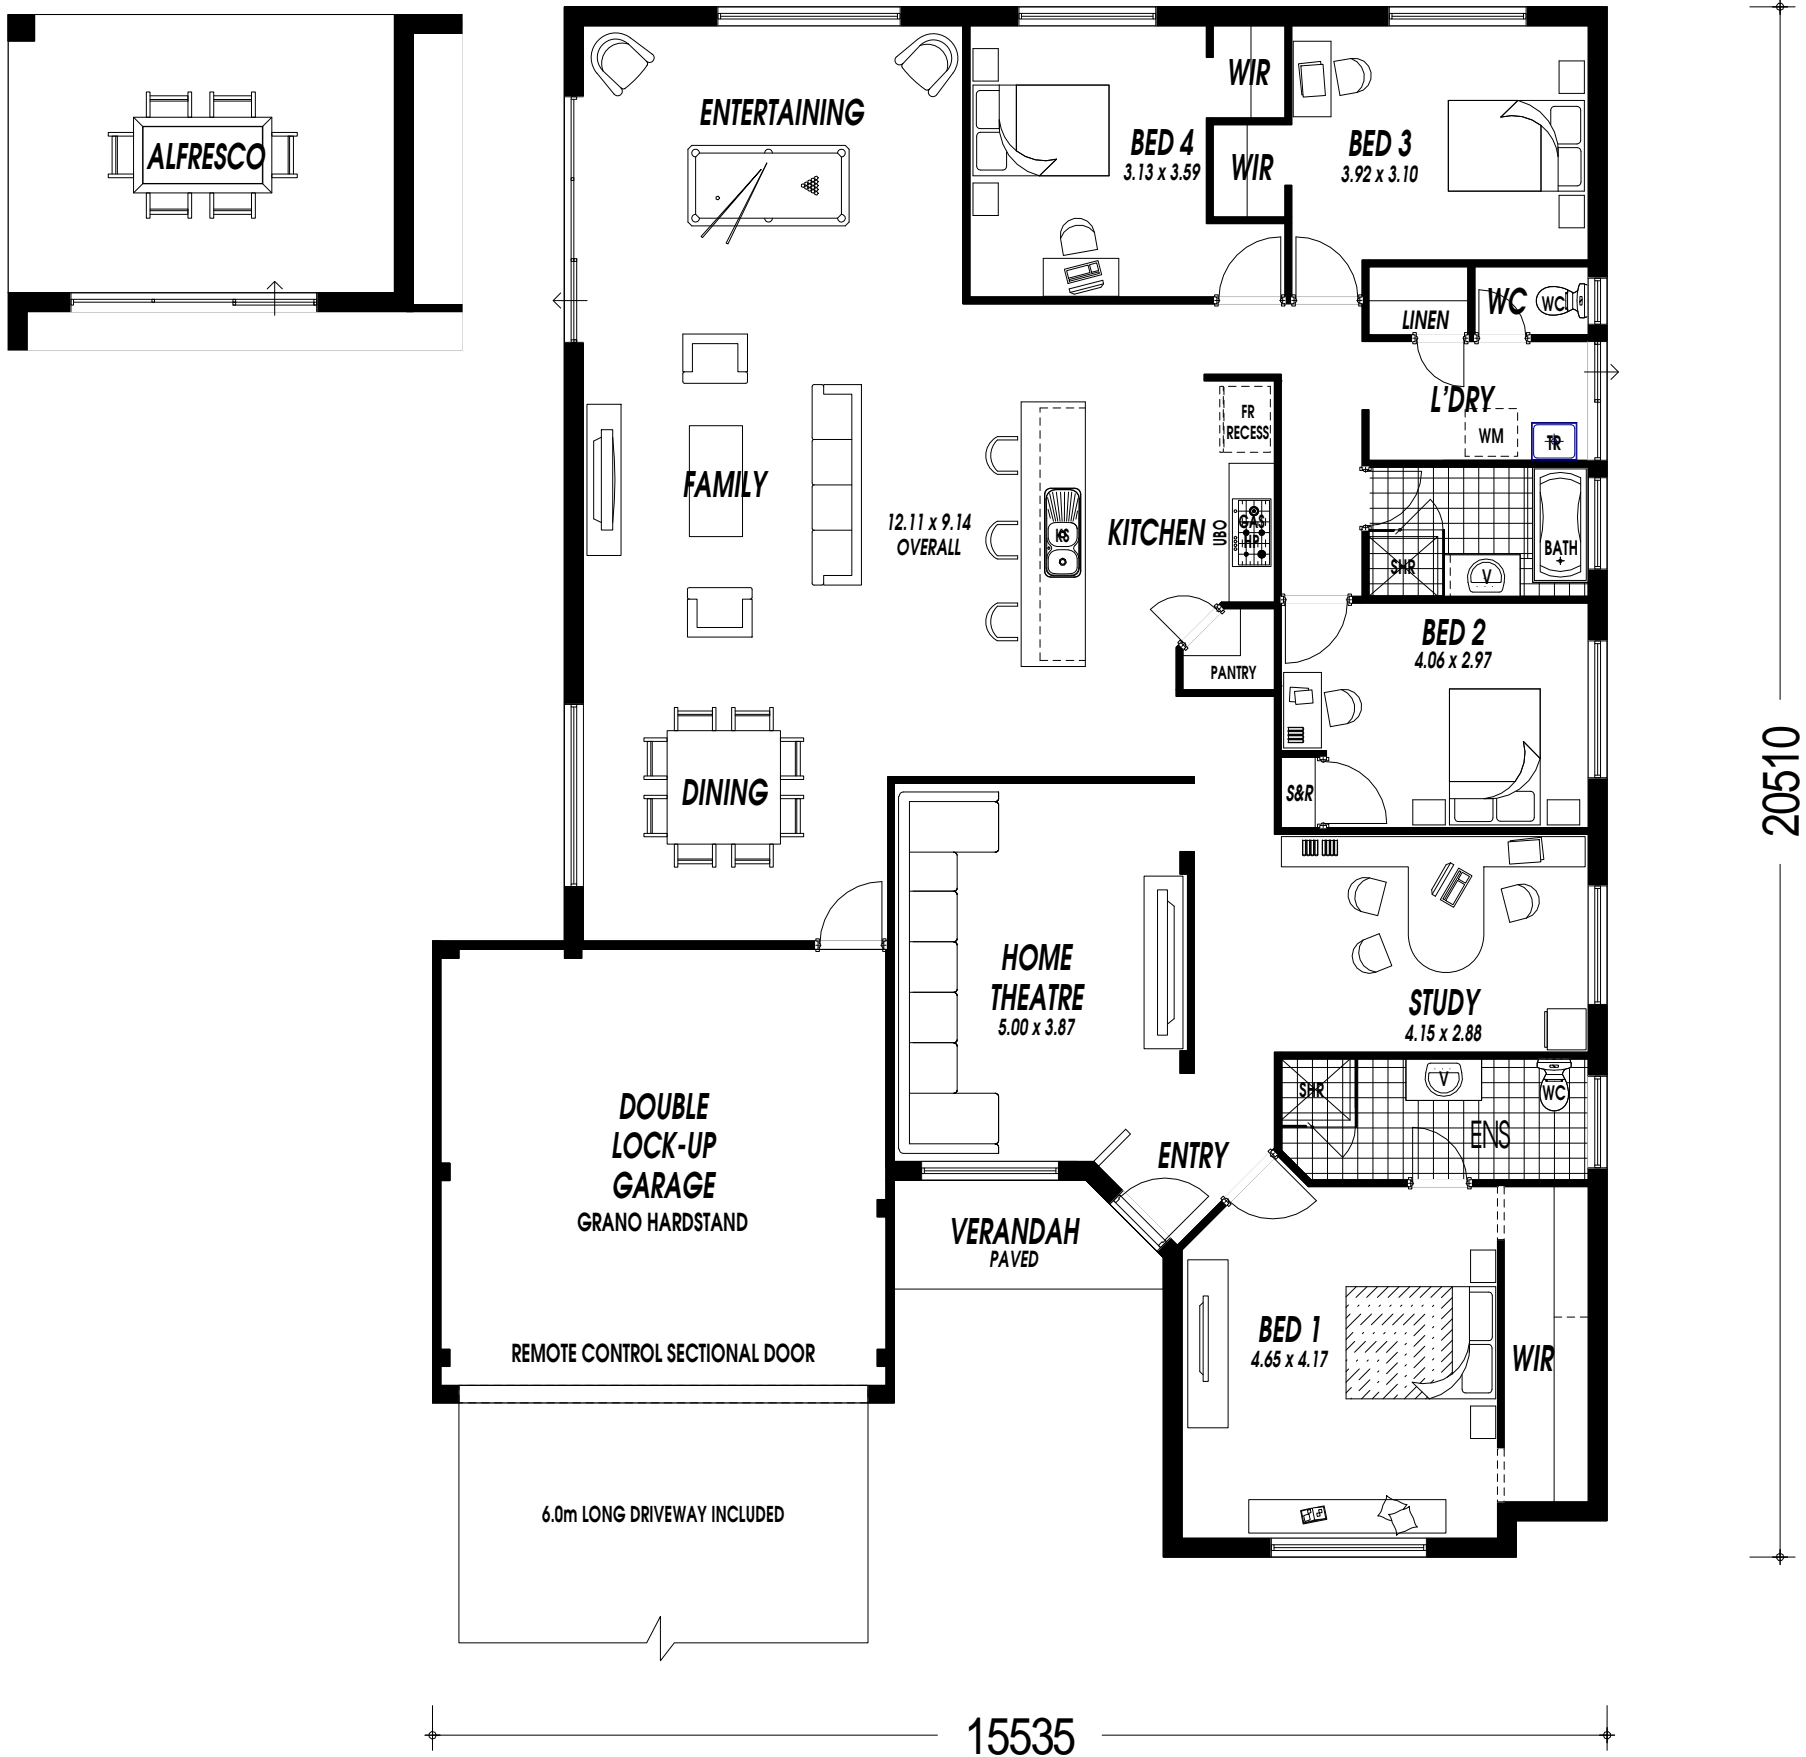 ALFRESCO
ENTERTAINING
WIR
BED 4
3.13 x 3.59
WIR
BED 3
3.92 x 3.10
LINEN
WC
WC
L'DRY
WM
TR
FR
RECESS
FAMILY
12.11 x 9.14
OVERALL
KS
KITCHEN
UBO
GAS
HP
SHR
V
BATH
PANTRY
BED 2
4.06 x 2.97
S&R
DINING
20510
HOME
THEATRE
5.00 x 3.87
STUDY
4.15 x 2.88
SHR
V
WC
ENS
ENTRY
DOUBLE
LOCK-UP
GARAGE
GRANO HARDSTAND
VERANDAH
PAVED
REMOTE CONTROL SECTIONAL DOOR
BED 1
4.65 x 4.17
WIR
6.0m LONG DRIVEWAY INCLUDED
15535